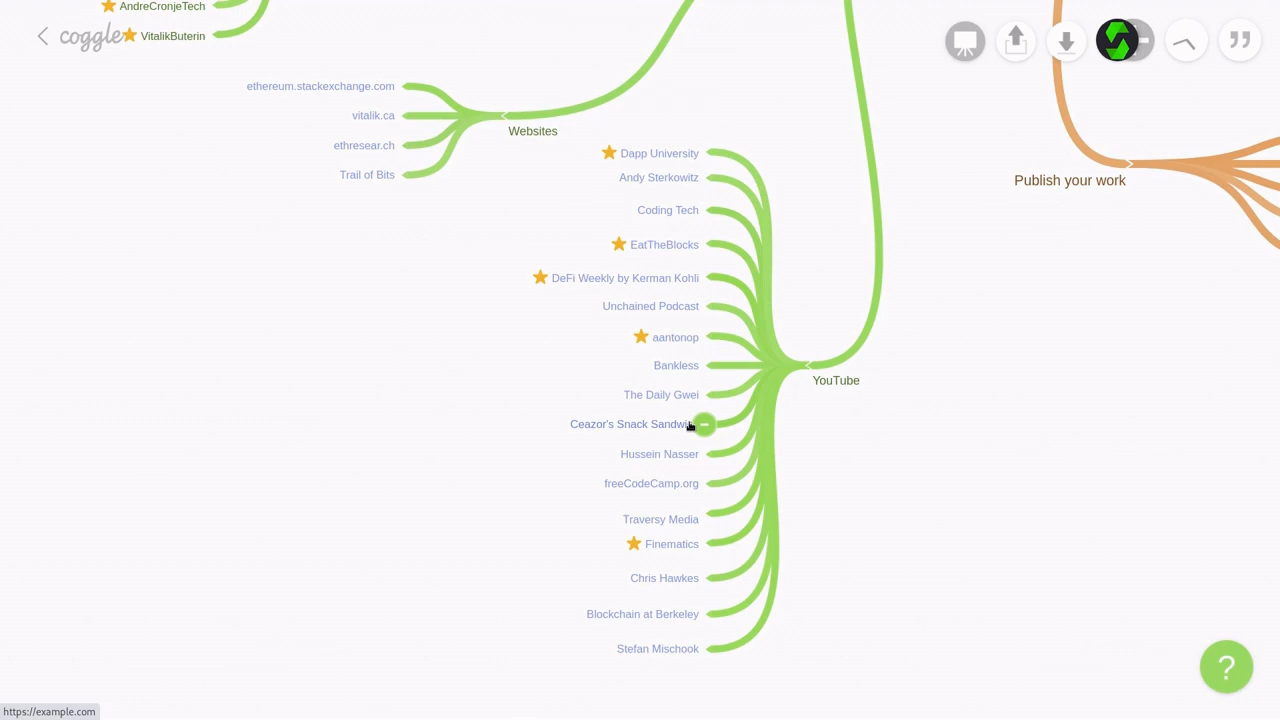 AndreCronjeTech
coggle
VitalikButerin
ethereum.stackexchange.com
vitalik.ca
ethresear.ch
Trail of Bits
Websites
Dapp University
Andy Sterkowitz
Coding Tech
EatTheBlocks
DeFi Weekly by Kerman Kohli
Unchained Podcast
aantonop
Bankless
The Daily Gwei
Ceazor's Snack
Hussein Nasser
freeCodeCamp.org
Traversy Media
Finematics
Chris Hawkes
Blockchain at Berkeley
Stefan Mischook
YouTube
Publish your work
?
https://example.com